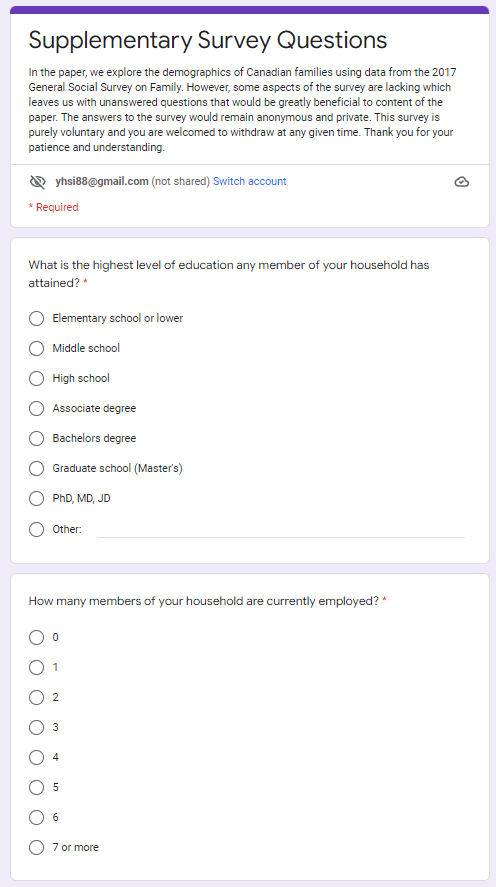 Supplementary Survey Questions
In the paper, we explore the demographics of Canadian families using data from the 2017
General Social Survey on Family. However, some aspects of the survey are lacking which
leaves us with unanswered questions that would be greatly beneficial to content of the
paper. The answers to the survey would remain anonymous and private. This survey is
purely voluntary and you are welcomed to withdraw at any given time. Thank you for your
patience and understanding.
yhsi88@gmail.com (not shared) Switch account
* Required
What is the highest level of education any member of your household has
attained? *
Elementary school or lower
Middle school
High school
Associate degree
Bachelors degree
Graduate school (Master's)
PhD, MD, JD
Other:
How many members of your household are currently employed? *
0
1
2
3
4
5
6
7 or more